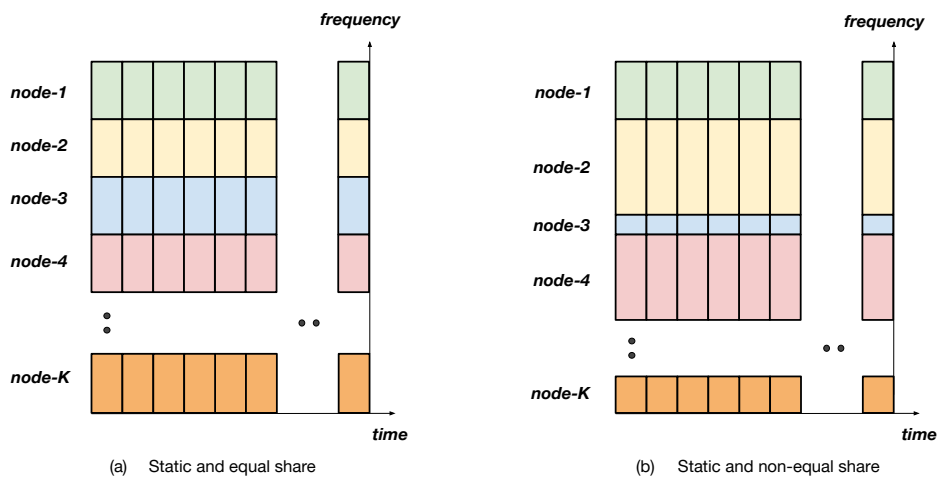 frequency
node-1
node-2
node-3
node-4
node-K
time
(a) Static and equal share
frequency
node-1
node-2
node-3
node-4
node-K
time
(b) Static and non-equal share